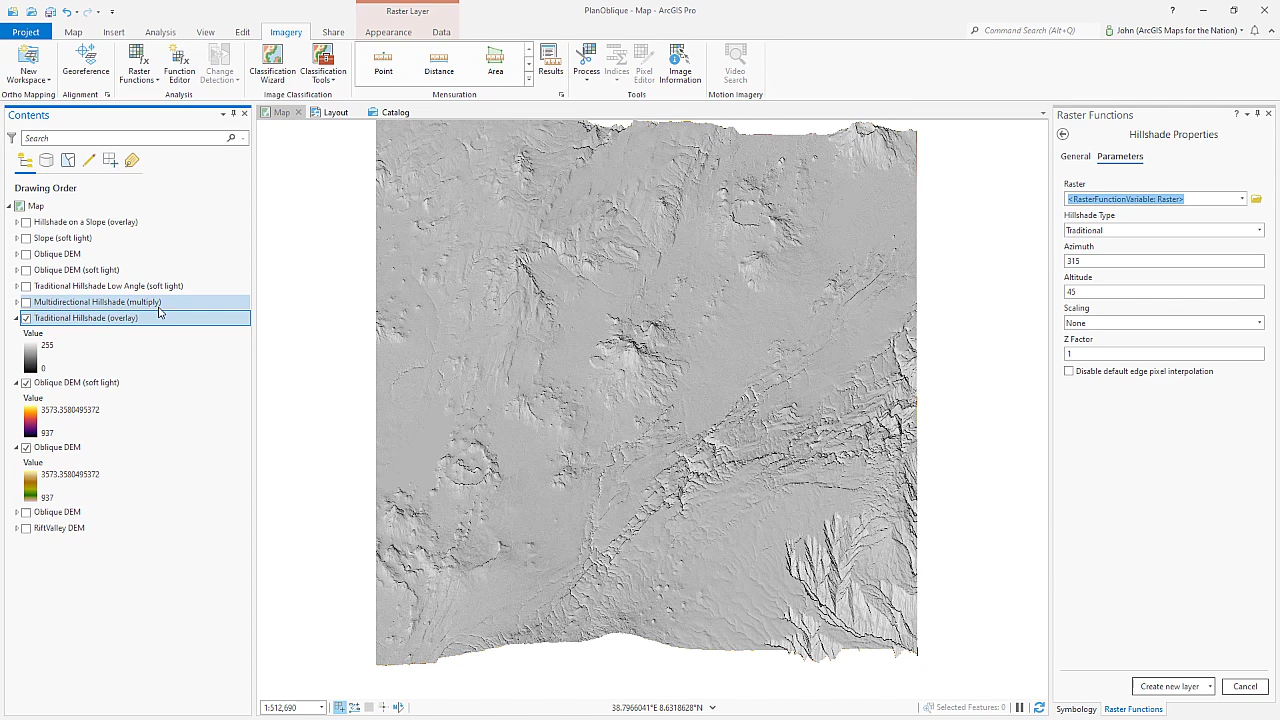 Raster Layer
PlanOblique - Map - ArcGIS Pro
?
Project Map Insert Analysis View Edit Imagery Share Appearance Data
Command Search (Alt+Q)
John (ArcGIS Maps for the Nation)
New Workspace
Georeference
Raster Functions
Function Editor
Change Detection
Classification Wizard
Classification Tools
Point
Distance
Area
Results
Process
Indices
Pixel Editor
Image Information
Video Search
Ortho Mapping
Alignment
Analysis
Image Classification
Mensuration
Tools
Motion Imagery
Contents
Search
Drawing Order
Map
Hillshade on a Slope (overlay)
Slope (soft light)
Oblique DEM
Oblique DEM (soft light)
Traditional Hillshade Low Angle (soft light)
Multidirectional Hillshade (multiply)
Traditional Hillshade (overlay)
Value
255
0
Oblique DEM (soft light)
Value
3573.3580495372
937
Oblique DEM
Value
3573.3580495372
937
Oblique DEM
RiftValley DEM
Map Layout Catalog
1:512,690
38.7966041°E 8.6318628°N
Selected Features: 0
Raster Functions
?
Hillshade Properties
General Parameters
Raster
<RasterFunctionVariable: Raster>
Hillshade Type
Traditional
Azimuth
315
Altitude
45
Scaling
None
Z Factor
1
Disable default edge pixel interpolation
Create new layer Cancel
Symbology Raster Functions